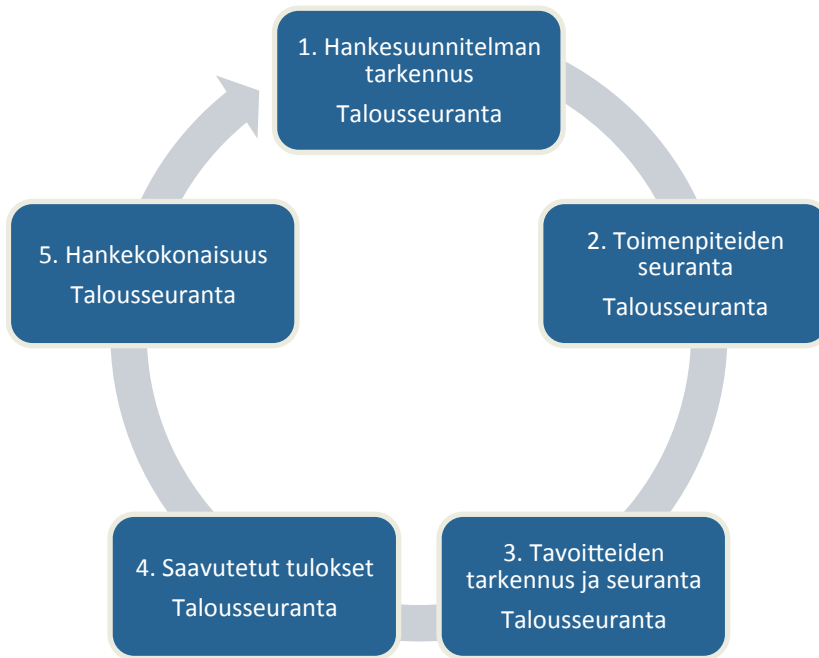 1. Hankesuunnitelman
tarkennus
Talousseuranta
2. Toimenpiteiden
seuranta
Talousseuranta
3. Tavoitteiden
tarkennus ja seuranta
Talousseuranta
4. Saavutetut tulokset
Talousseuranta
5. Hankekokonaisuus
Talousseuranta